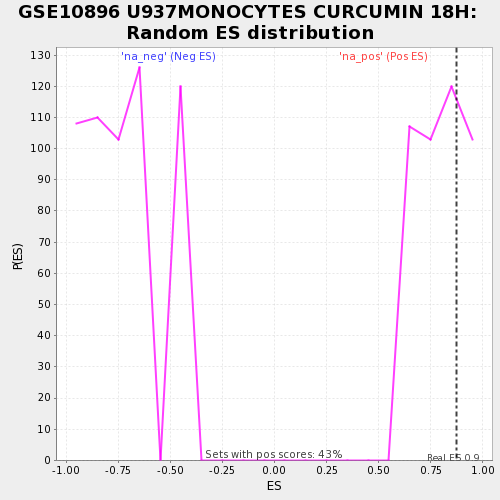 GSE10896 U937MONOCYTES CURCUMIN 18H:
Random ES distribution
'na_neg' (Neg ES)
'na_pos' (Pos ES)
130
120
110
100
90
80
70
60
50
40
30
20
10
0
P(ES)
Sets with pos scores: 43%
Real ES 0.9
-1.00 -0.75 -0.50 -0.25 0.00 0.25 0.50 0.75 1.00
ES